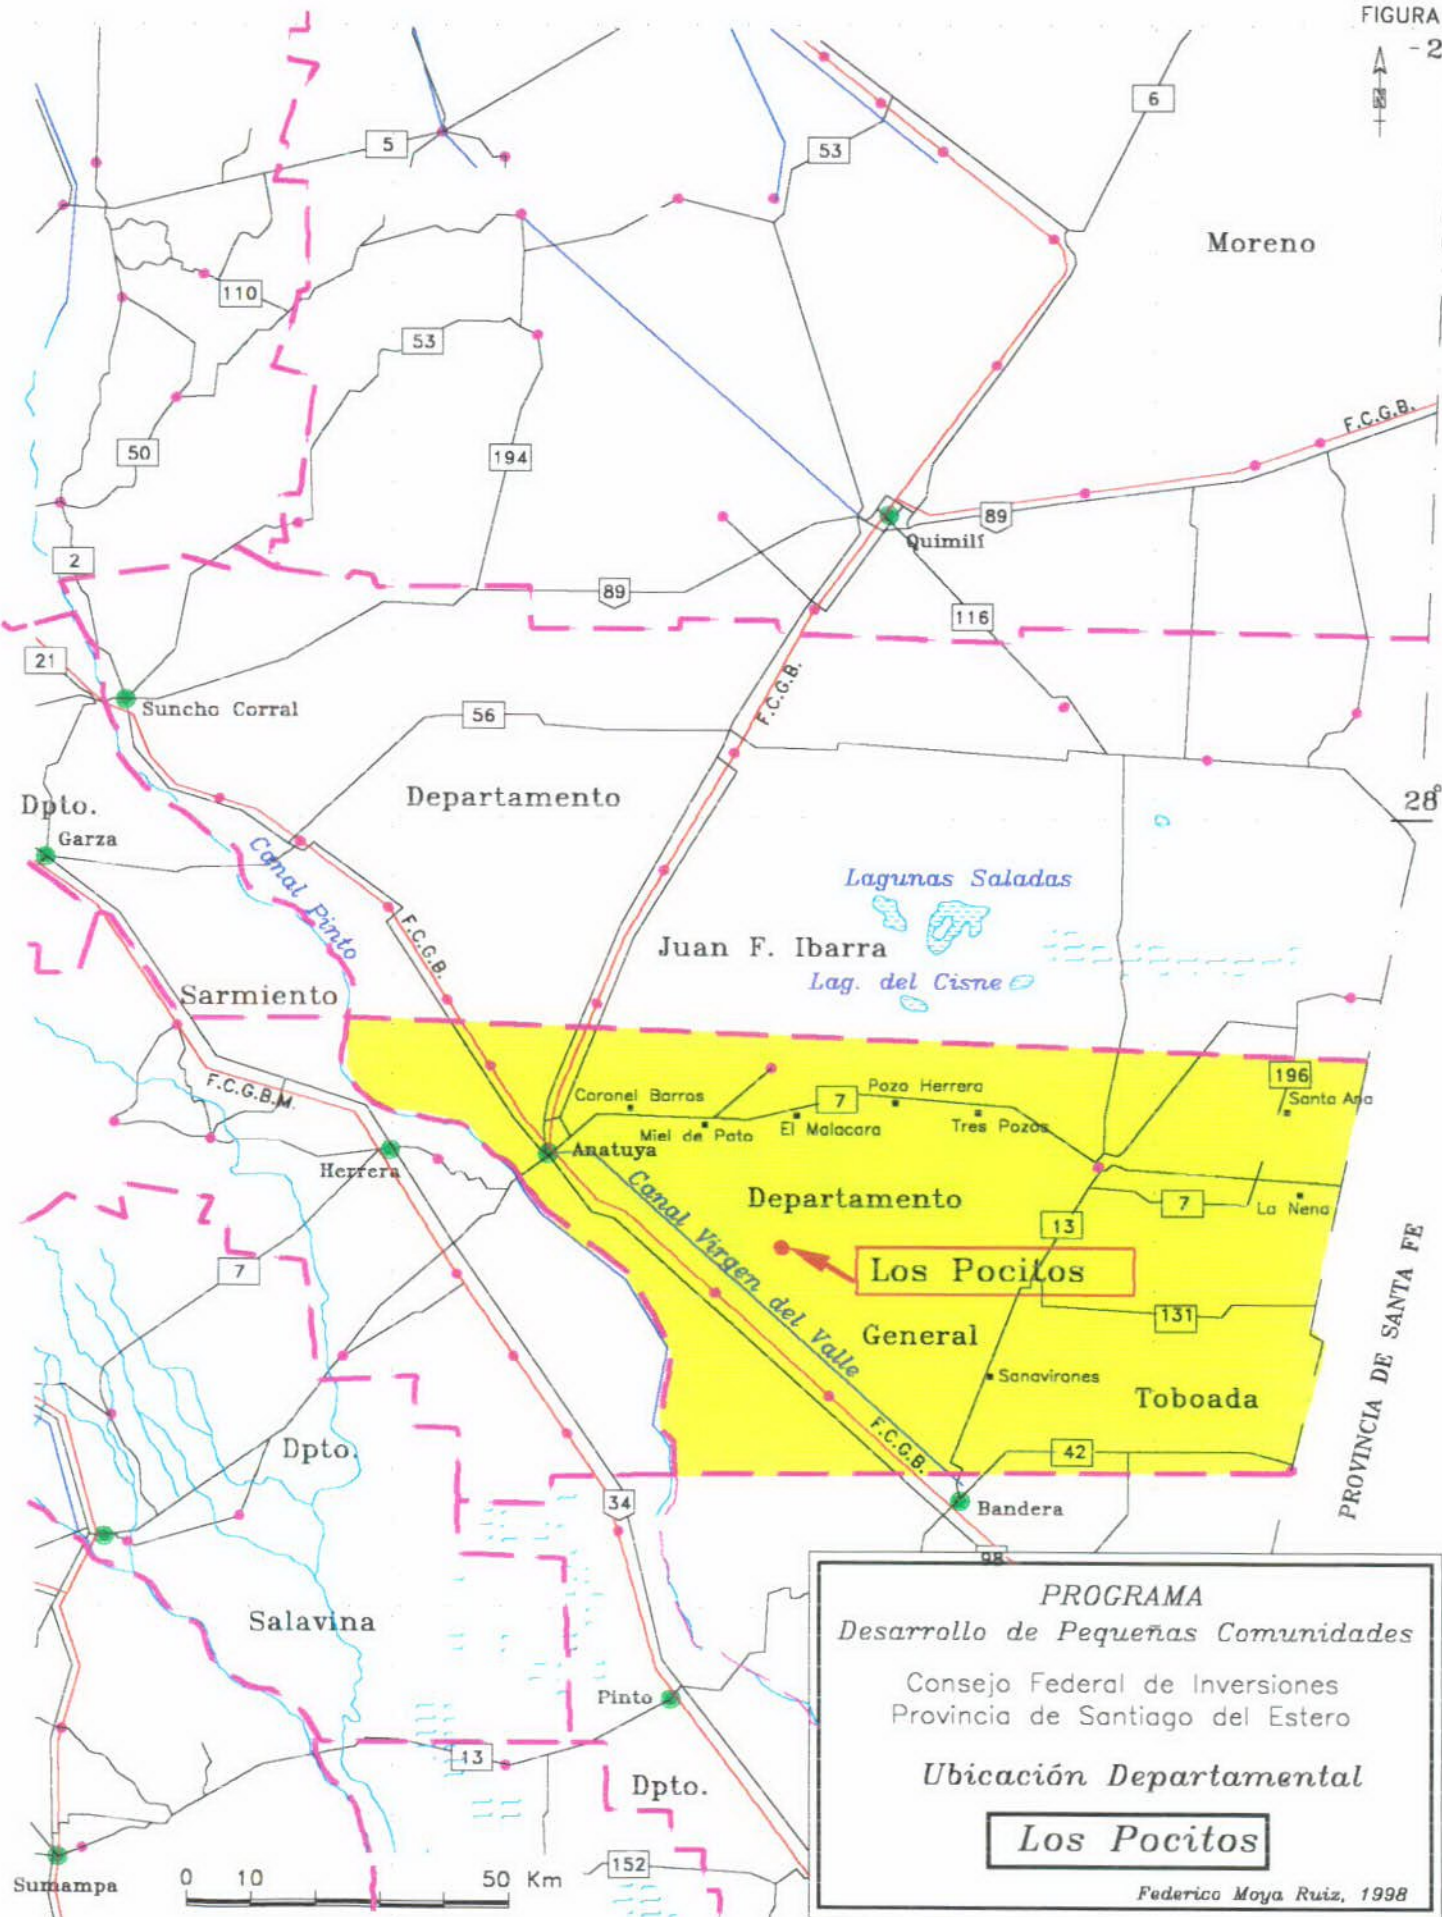 FIGURA
-2
6
5
53
Moreno
110
53
F.C.G.B.
50
194
89
Quimilí
2
89
116
21
F.C.G.B.
Suncho Corral
56
Departamento
28°
Dpto.
Garza
Canal Pinto
Lagunas Saladas
F.C.G.B.
Juan F. Ibarra
Lag. del Cisne
Sarmiento
F.C.G.B.M.
196
Coronel Barros
7
Pozo Herrera
Santa Ana
Miel de Pato
El Malacara
Tres Pozos
Anatuya
Herrera
Canal Virgen del Valle
Departamento
7
La Nena
13
7
Los Pocitos
PROVINCIA DE SANTA FE
131
General
Sanavirones
Toboada
Dpto.
F.C.G.B.
42
34
Bandera
98
PROGRAMA
Desarrollo de Pequeñas Comunidades
Salavina
Consejo Federal de Inversiones
Pinto
Provincia de Santiago del Estero
13
Ubicación Departamental
Dpto.
Los Pocitos
152
0 10 50 Km
Sumampa
Federico Moya Ruiz, 1998